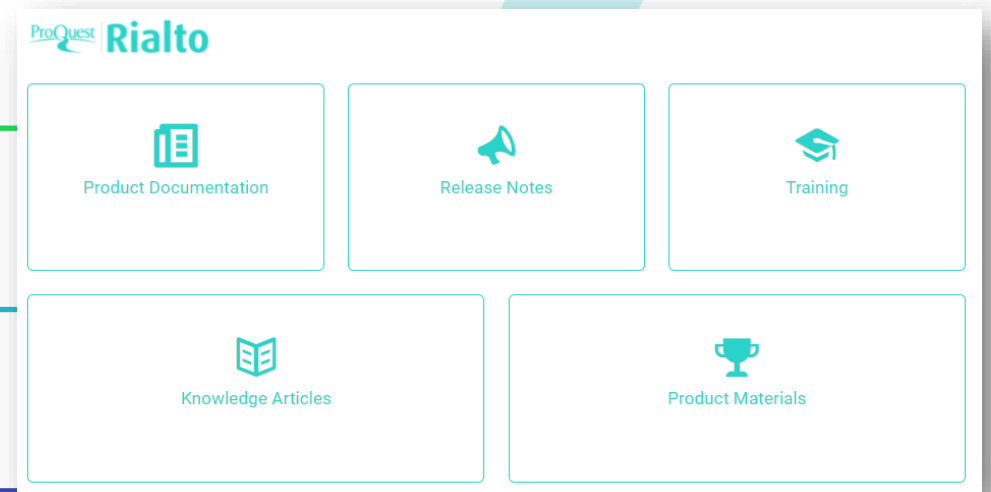 ProQuest Rialto
Product Documentation
Release Notes
Training
Knowledge Articles
Product Materials